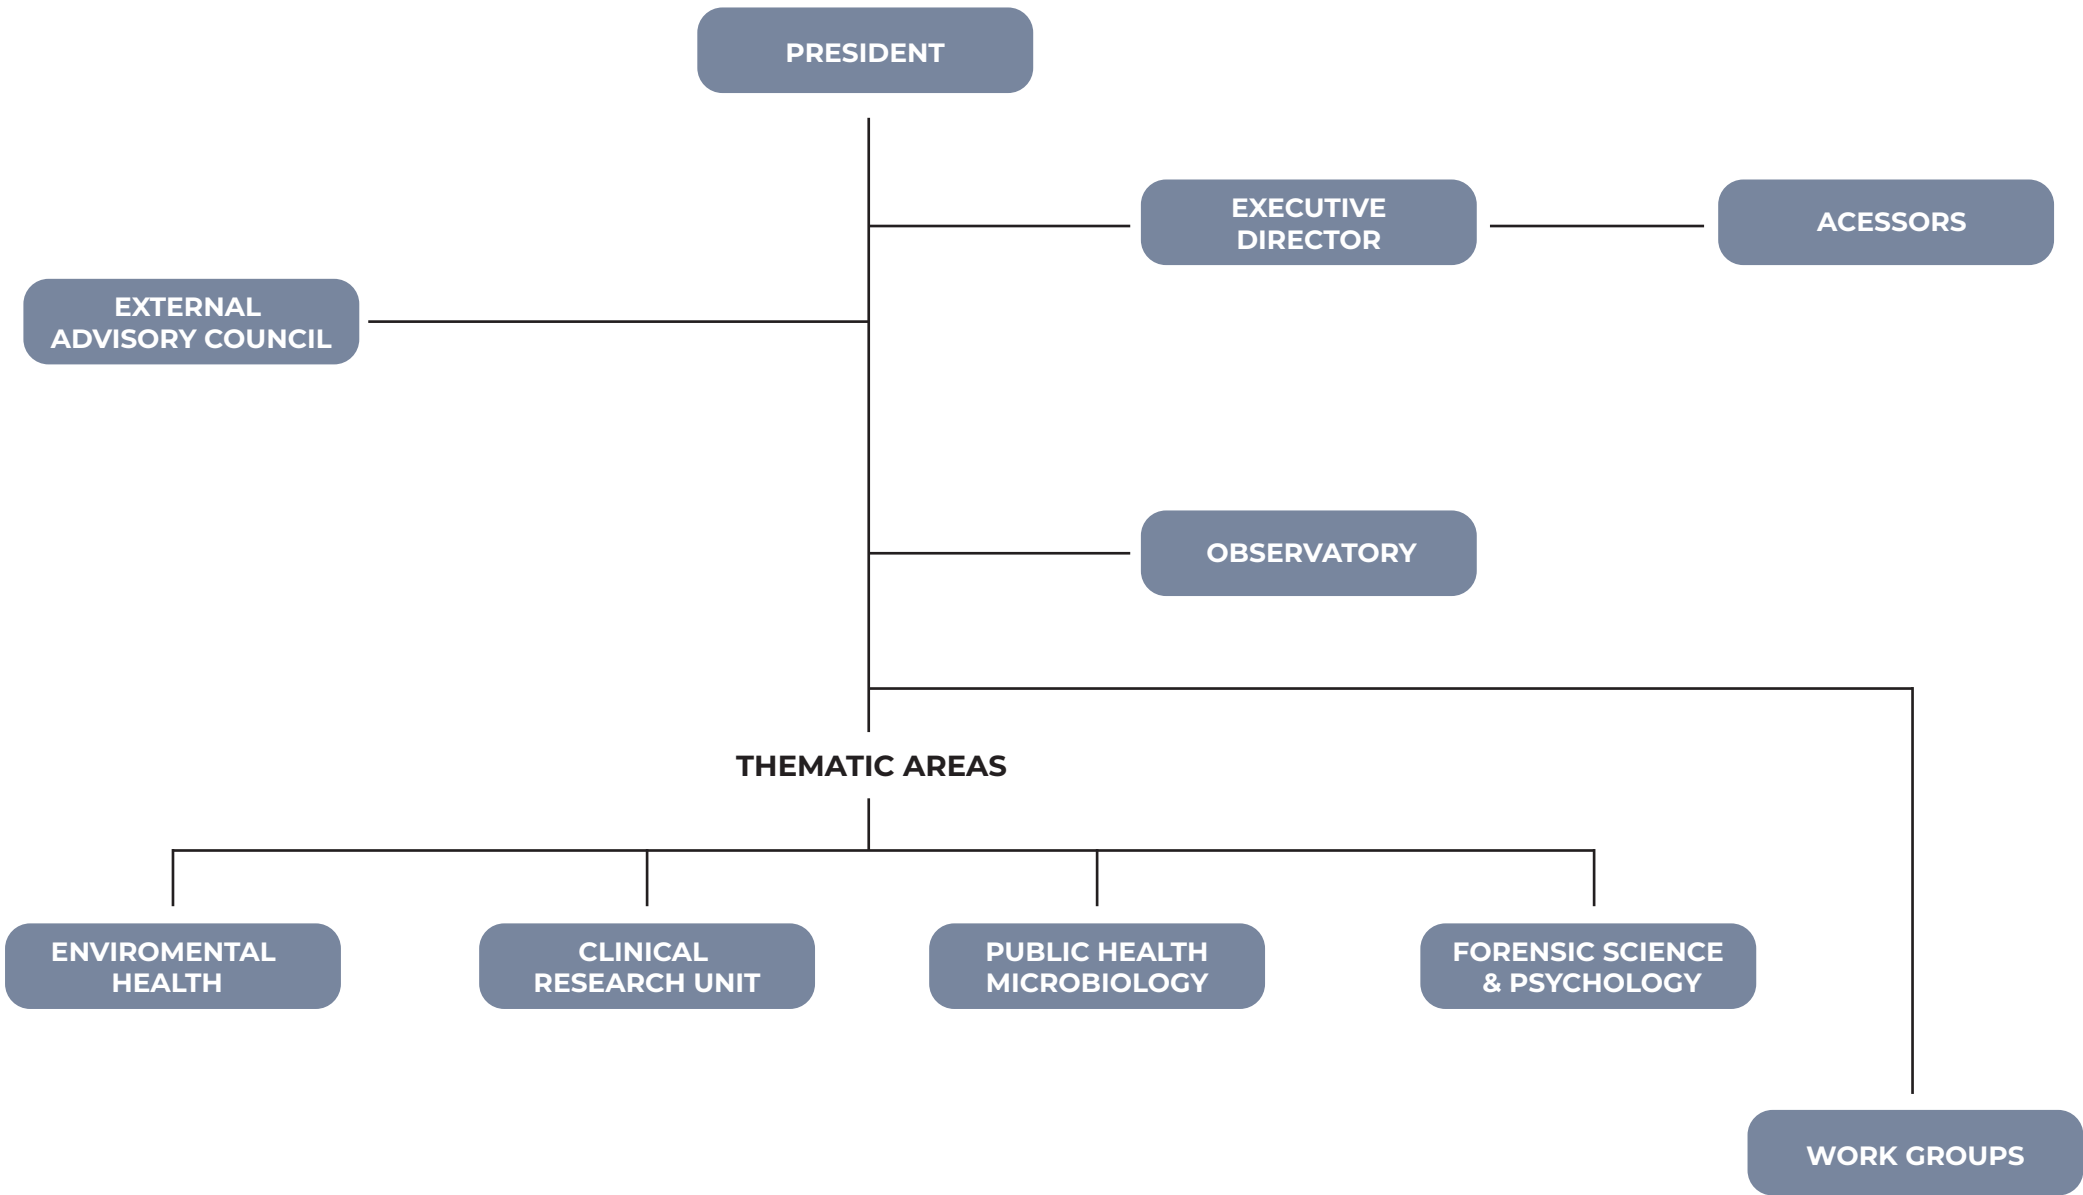 PRESIDENT
EXECUTIVE
DIRECTOR
ACESSORS
EXTERNAL
ADVISORY COUNCIL
OBSERVATORY
THEMATIC AREAS
ENVIROMENTAL
HEALTH
CLINICAL
RESEARCH UNIT
PUBLIC HEALTH
MICROBIOLOGY
FORENSIC SCIENCE
& PSYCHOLOGY
WORK GROUPS